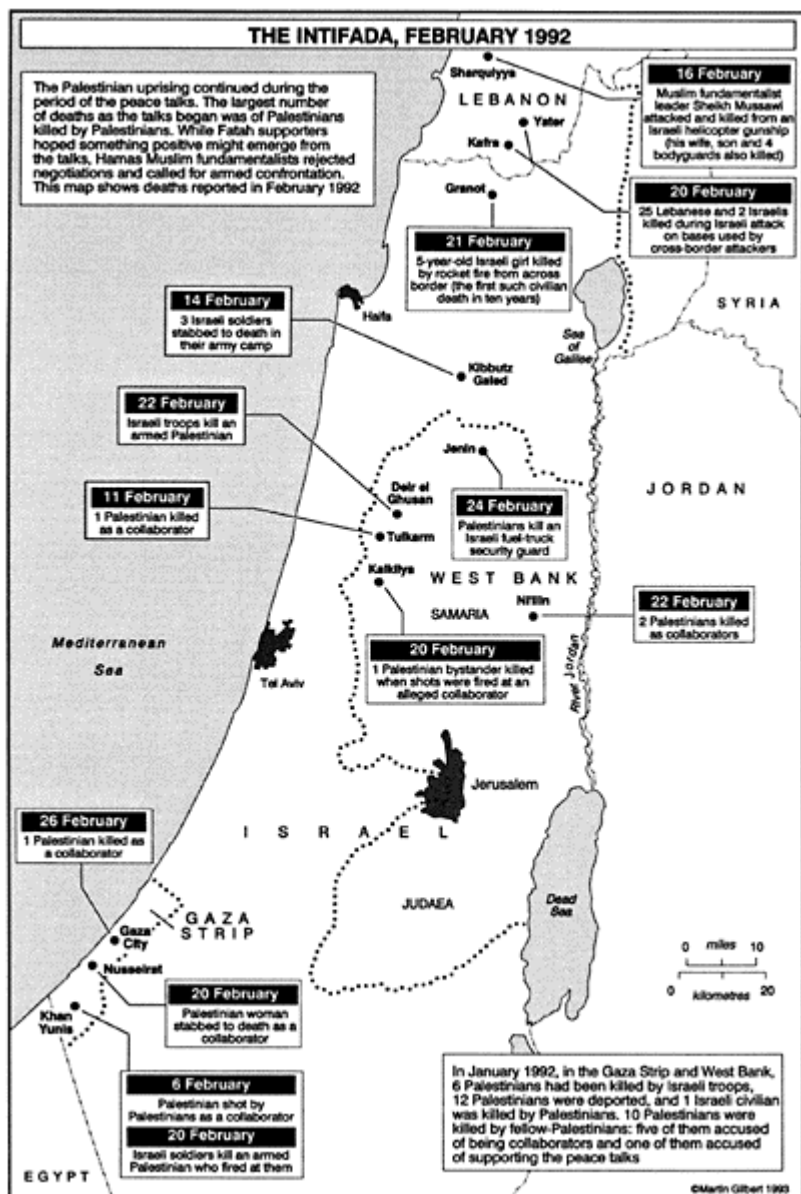 THE INTIFADA, FEBRUARY 1992
The Palestinian uprising continued during the
period of the peace talks. The largest number
of deaths as the talks began was of Palestinians
killed by Palestinians. While Fatah supporters
hoped something positive might emerge from
the talks, Hamas Muslim fundamentalists rejected
negotiations and called for armed confrontation.
This map shows deaths reported in February 1992
Sharquiyya
LEBANON
Yater
Kafra
Granot
16 February
Muslim fundamentalist
leader Sheikh Mussawi
attacked and killed from an
Israeli helicopter gunship
(his wife, son and 4
bodyguards also killed)
20 February
25 Lebanese and 2 Israelis
killed during Israeli attack
on bases used by
cross-border attackers
21 February
5-year-old Israeli girl killed
by rocket fire from across
border (the first such civilian
death in ten years)
SYRIA
14 February
3 Israeli soldiers
stabbed to death in
their army camp
Haifa
Sea
of
Galilee
Kibbutz
Galed
22 February
Israeli troops kill an
armed Palestinian
Jenin
Deir el
Ghusan
JORDAN
11 February
1 Palestinian killed
as a collaborator
Tulkarm
24 February
Palestinians kill an
Israeli fuel-truck
security guard
Kalkilya
WEST BANK
SAMARIA
Ni'ilin
22 February
2 Palestinians killed
as collaborators
Mediterranean
Sea
Tel Aviv
20 February
1 Palestinian bystander killed
when shots were fired at an
alleged collaborator
River Jordan
Jerusalem
26 February
1 Palestinian killed as
a collaborator
ISRAEL
JUDAEA
Dead
Sea
GAZA
STRIP
Gaza
City
Nusseirat
0 miles 10
0 kilometres 20
Khan
Yunis
20 February
Palestinian woman
stabbed to death as a
collaborator
6 February
Palestinian shot by
Palestinians as a collaborator
20 February
Israeli soldiers kill an armed
Palestinian who fired at them
EGYPT
In January 1992, in the Gaza Strip and West Bank,
6 Palestinians had been killed by Israeli troops,
12 Palestinians were deported, and 1 Israeli civilian
was killed by Palestinians. 10 Palestinians were
killed by fellow-Palestinians: five of them accused
of being collaborators and one of them accused
of supporting the peace talks
©Martin Gilbert 1993